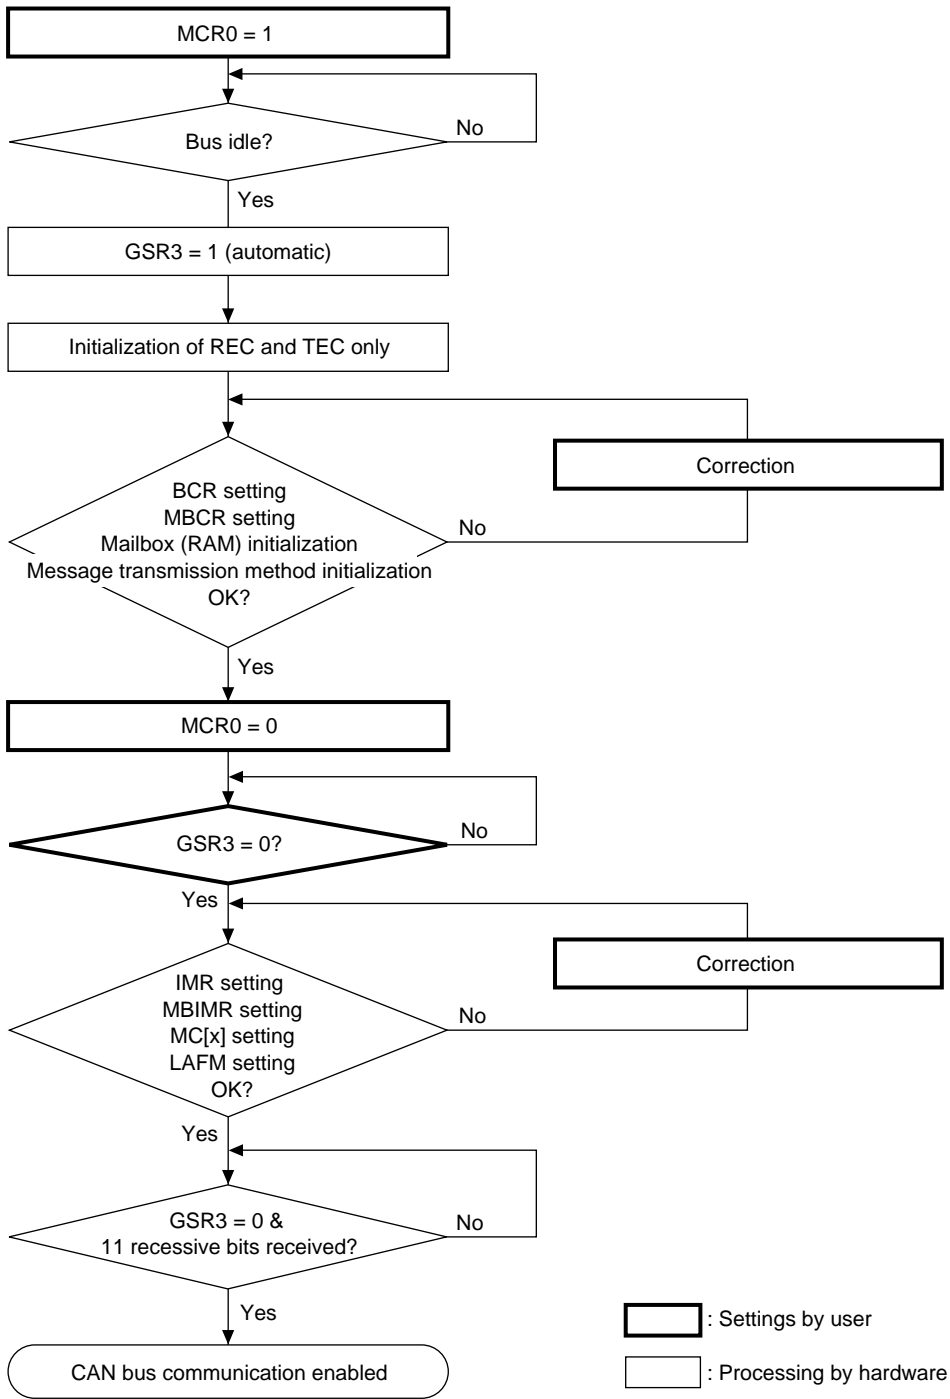 MCR0 = 1
Bus idle?
No
Yes
GSR3 = 1 (automatic)
Initialization of REC and TEC only
Correction
BCR setting
MBCR setting
Mailbox (RAM) initialization
Message transmission method initialization
OK?
No
Yes
MCR0 = 0
GSR3 = 0?
No
Yes
Correction
IMR setting
MBIMR setting
MC[x] setting
LAFM setting
OK?
No
Yes
GSR3 = 0 &
11 recessive bits received?
No
Yes
CAN bus communication enabled
: Settings by user
: Processing by hardware